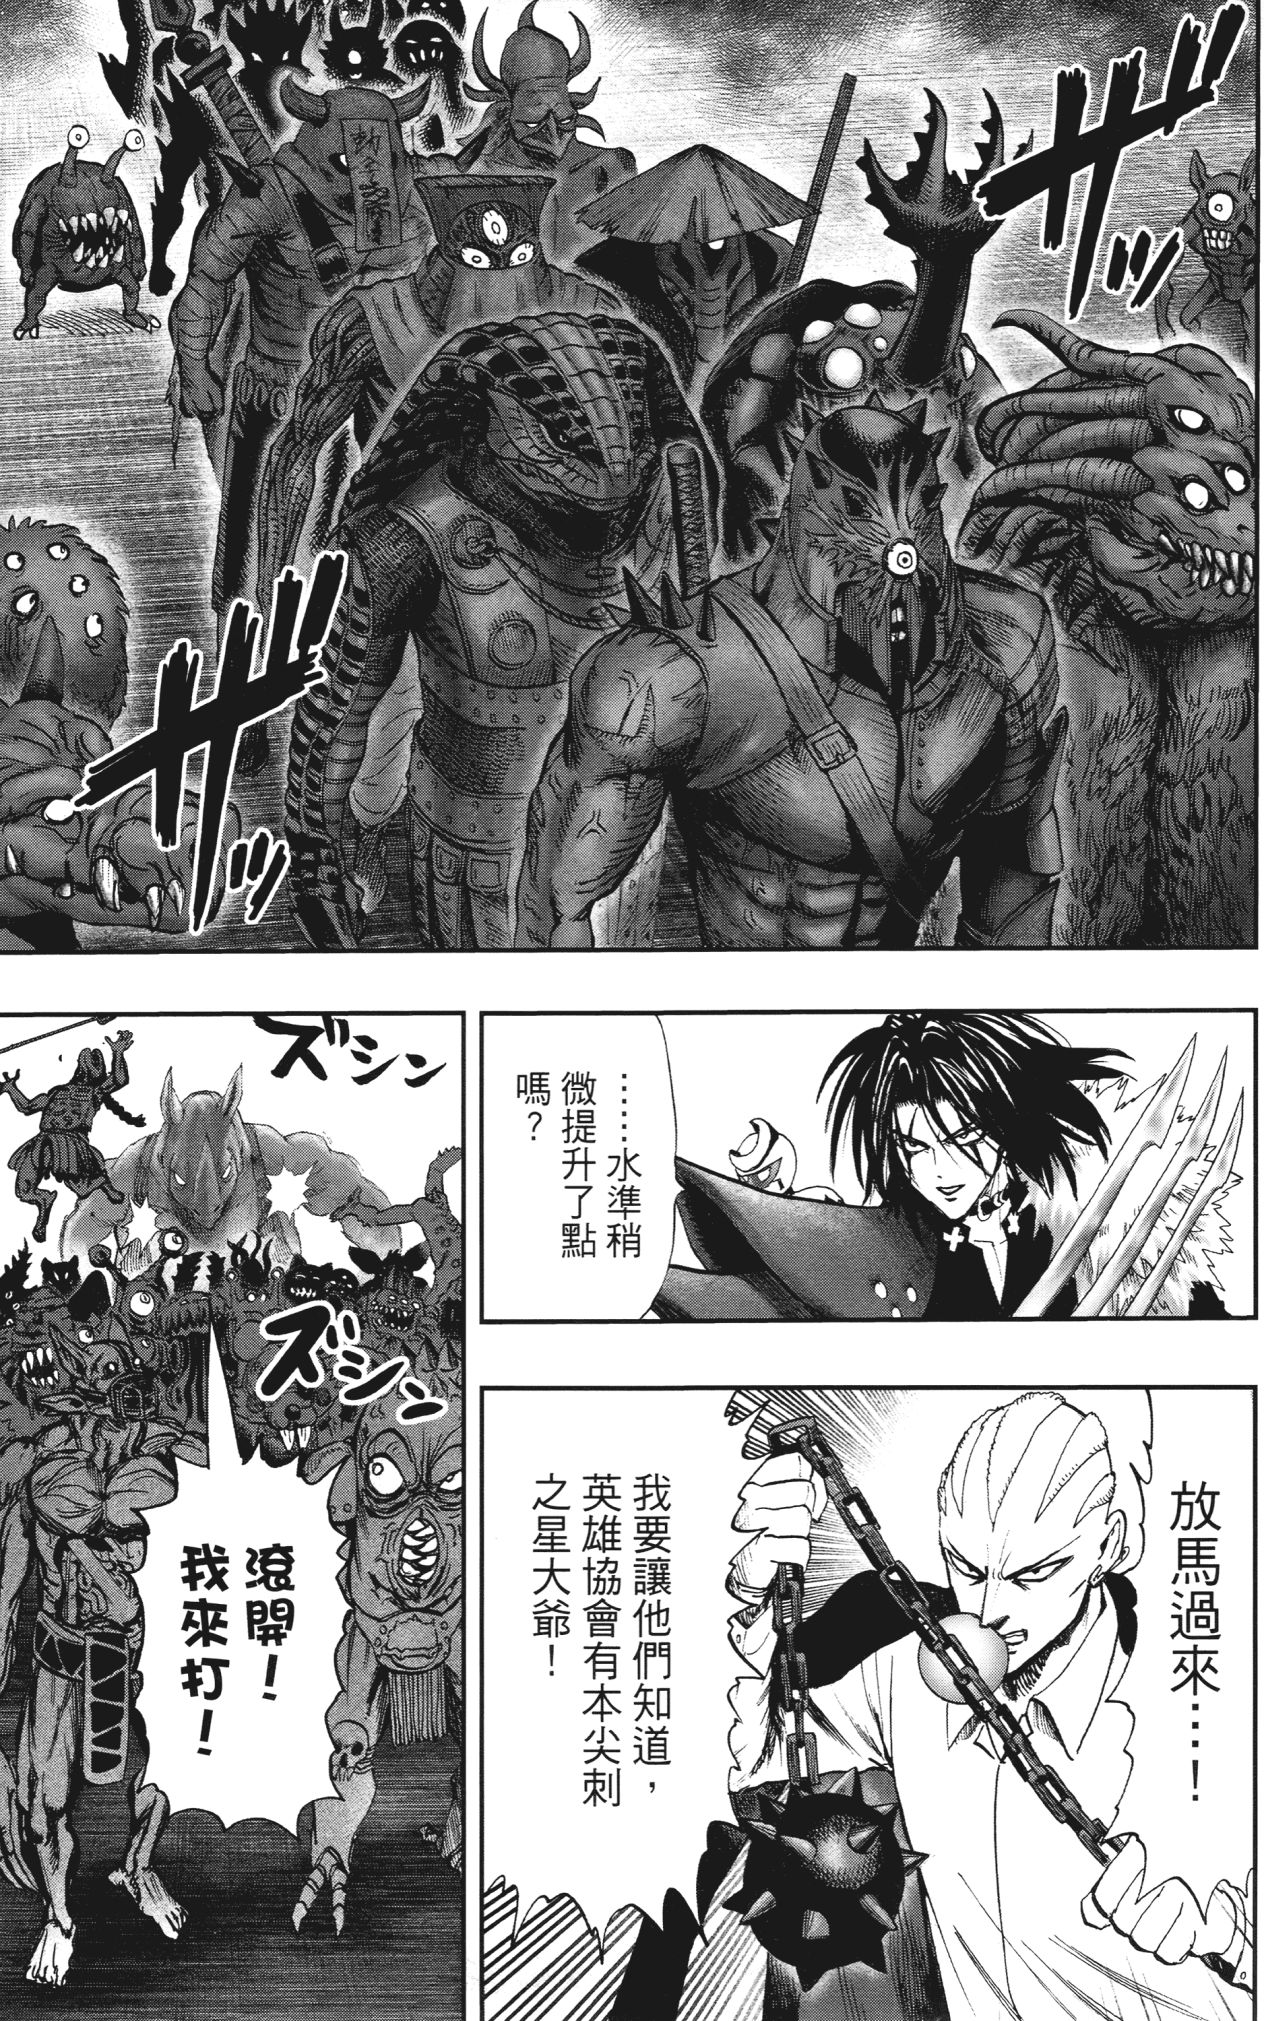 ザッ
ザッ
……水準稍
微提升了點
嗎？
放馬過來…！
我要讓他們知道，
英雄協會有本尖刺
之星大爺！
ズシン
ズシン
滾開！
我來打！